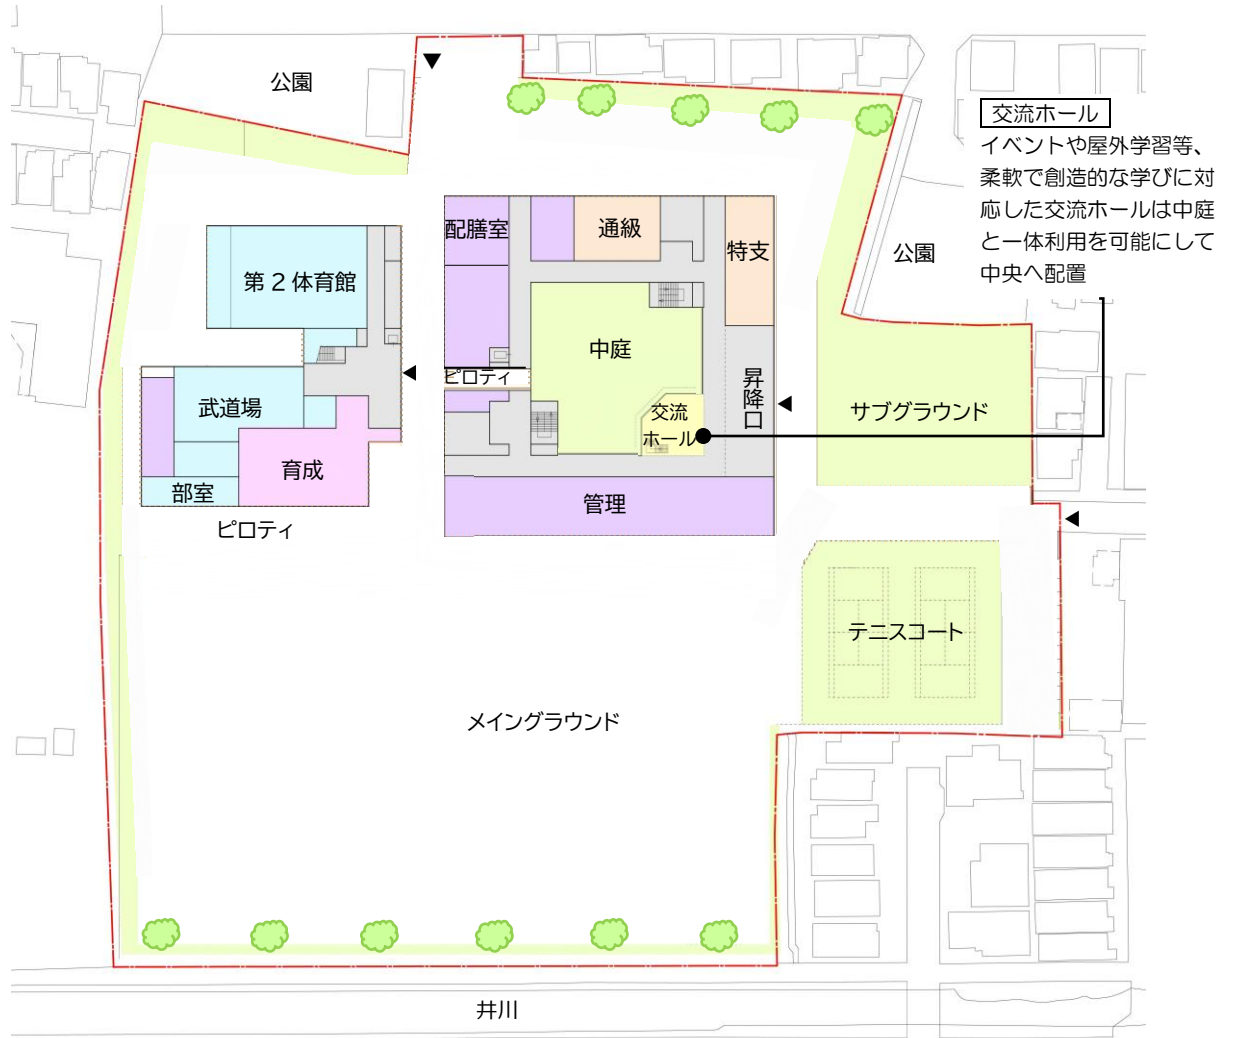 公園
交流ホール
イベントや屋外学習等、
柔軟で創造的な学びに対
応した交流ホールは中庭
と一体利用を可能にして
中央へ配置
配膳室
通級
特支
公園
第2体育館
中庭
ピロティ
昇降口
武道場
交流
ホール
サブグラウンド
育成
部室
管理
ピロティ
テニスコート
メイングラウンド
井川